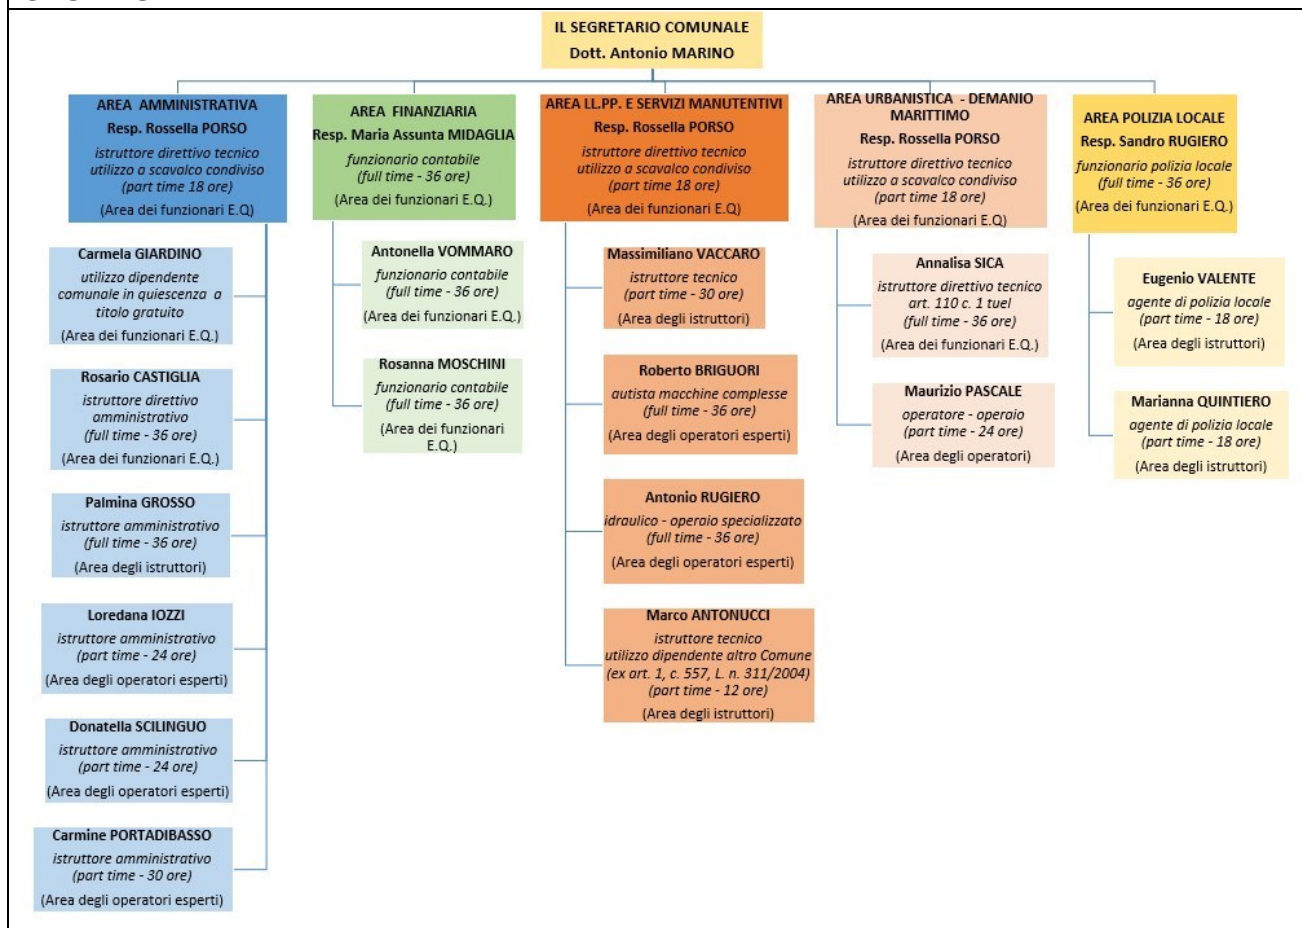 IL SEGRETARIO COMUNALE
Dott. Antonio MARINO
AREA AMMINISTRATIVA
Resp. Rossella PORSO
istruttore direttivo tecnico
utilizzo a scavalco condiviso
(part time 18 ore)
(Area dei funzionari E.Q)
Carmela GIARDINO
utilizzo dipendente
comunale in quiescenza a
titolo gratuito
(Area dei funzionari E.Q.)
Rosario CASTIGLIA
istruttore direttivo
amministrativo
(full time - 36 ore)
(Area dei funzionari E.Q.)
Palmina GROSSO
istruttore amministrativo
(full time - 36 ore)
(Area degli istruttori)
Loredana IOZZI
istruttore amministrativo
(part time - 24 ore)
(Area degli operatori esperti)
Donatella SCILINGUO
istruttore amministrativo
(part time - 24 ore)
(Area degli operatori esperti)
Carmine PORTADIBASSO
istruttore amministrativo
(part time - 30 ore)
(Area degli operatori esperti)
AREA FINANZIARIA
Resp. Maria Assunta MIDAGLIA
funzionario contabile
(full time - 36 ore)
(Area dei funzionari E.Q.)
Antonella VOMMARO
funzionario contabile
(full time - 36 ore)
(Area dei funzionari E.Q.)
Rosanna MOSCHINI
funzionario contabile
(full time - 36 ore)
(Area dei funzionari
E.Q.)
AREA LL.PP. E SERVIZI MANUTENTIVI
Resp. Rossella PORSO
istruttore direttivo tecnico
utilizzo a scavalco condiviso
(part time 18 ore)
(Area dei funzionari E.Q)
Massimiliano VACCARO
istruttore tecnico
(part time - 30 ore)
(Area degli istruttori)
Roberto BRIGUORI
autista macchine complesse
(full time - 36 ore)
(Area degli operatori esperti)
Antonio RUGIERO
idraulico - operaio specializzato
(full time - 36 ore)
(Area degli operatori esperti)
Marco ANTONUCCI
istruttore tecnico
utilizzo dipendente altro Comune
(ex art. 1, c. 557, L. n. 311/2004)
(part time - 12 ore)
(Area degli istruttori)
AREA URBANISTICA - DEMANIO
MARITTIMO
Resp. Rossella PORSO
istruttore direttivo tecnico
utilizzo a scavalco condiviso
(part time 18 ore)
(Area dei funzionari E.Q)
Annalisa SICA
istruttore direttivo tecnico
art. 110 c. 1 tuel
(full time - 36 ore)
(Area dei funzionari E.Q.)
Maurizio PASCALE
operatore - operaio
(part time - 24 ore)
(Area degli operatori)
AREA POLIZIA LOCALE
Resp. Sandro RUGIERO
funzionario polizia locale
(full time - 36 ore)
(Area dei funzionari E.Q.)
Eugenio VALENTE
agente di polizia locale
(part time - 18 ore)
(Area degli istruttori)
Marianna QUINTIERO
agente di polizia locale
(part time - 18 ore)
(Area degli istruttori)